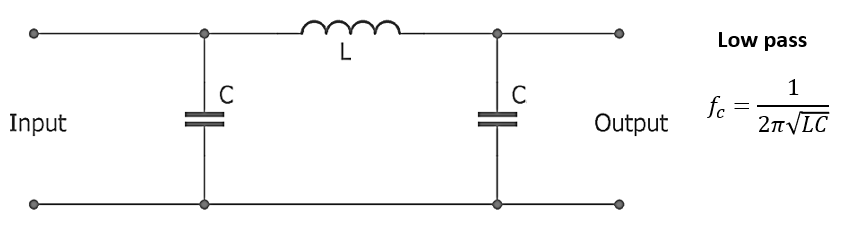 Low pass
L
C
C
Input
Output
f_c = 1 / 2π√LC